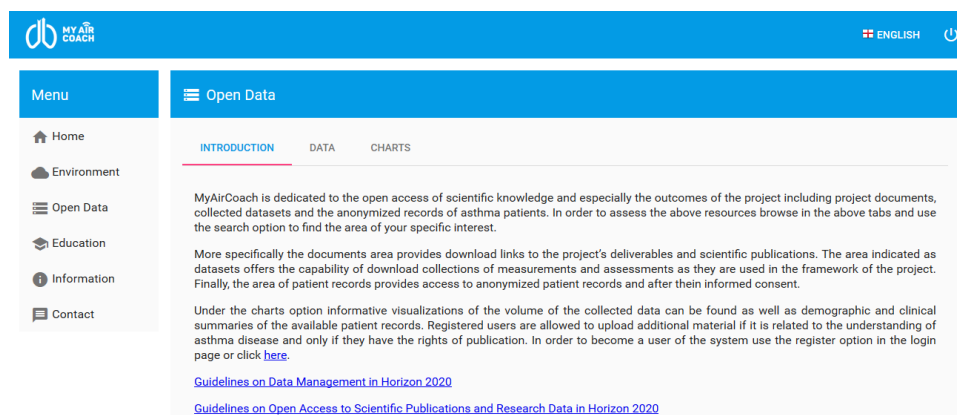 MY AIR
COACH
ENGLISH
Menu
Open Data
Home
Environment
Open Data
Education
Information
Contact
INTRODUCTION DATA CHARTS
MyAirCoach is dedicated to the open access of scientific knowledge and especially the outcomes of the project including project documents,
collected datasets and the anonymized records of asthma patients. In order to assess the above resources browse in the above tabs and use
the search option to find the area of your specific interest.
More specifically the documents area provides download links to the project's deliverables and scientific publications. The area indicated as
datasets offers the capability of download collections of measurements and assessments as they are used in the framework of the project.
Finally, the area of patient records provides access to anonymized patient records and after thein informed consent.
Under the charts option informative visualizations of the volume of the collected data can be found as well as demographic and clinical
summaries of the available patient records. Registered users are allowed to upload additional material if it is related to the understanding of
asthma disease and only if they have the rights of publication. In order to become a user of the system use the register option in the login
page or click here.
Guidelines on Data Management in Horizon 2020
Guidelines on Open Access to Scientific Publications and Research Data in Horizon 2020